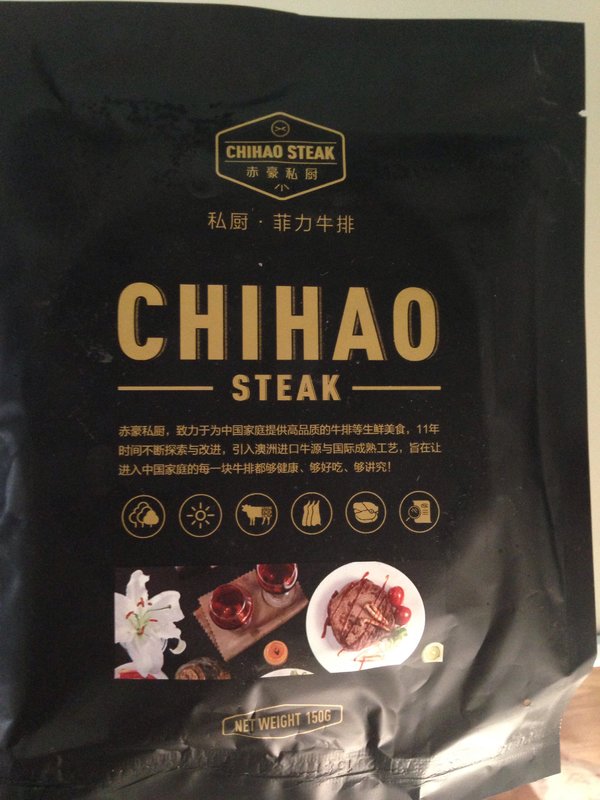 CHIHAO STEAK
赤豪私厨
私厨·菲力牛排
CHIHAO
STEAK
赤豪私厨，致力于为中国家庭提供高品质的牛排等生鲜美食，11年
时间不断探索与改进，引入澳洲进口牛源与国际成熟工艺，旨在让
进入中国家庭的每一块牛排都够健康、够好吃、够讲究！
NET WEIGHT 150G